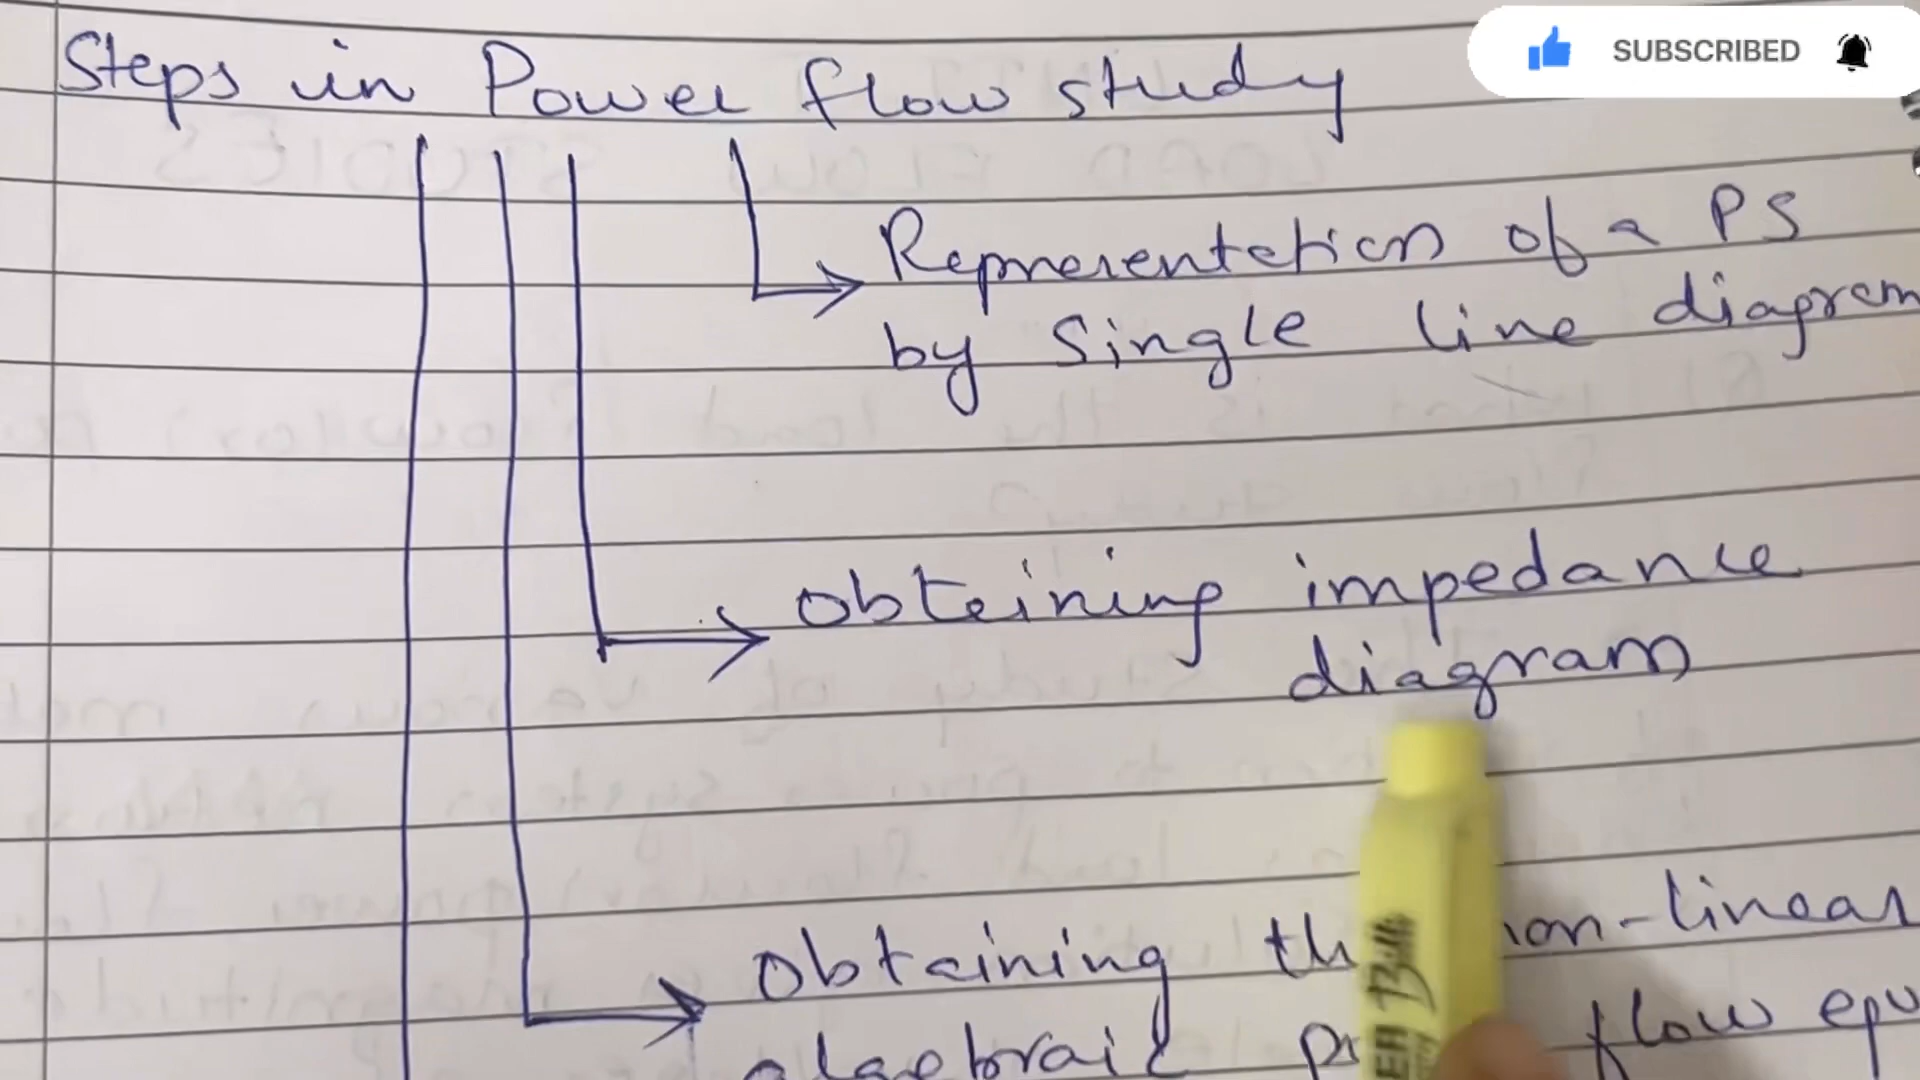 Steps in Power flow study
SUBSCRIBED
Representation of a PS
by Single line diagram
Obtaining impedance
diagram
Obtaining non-linear
algebraic flow